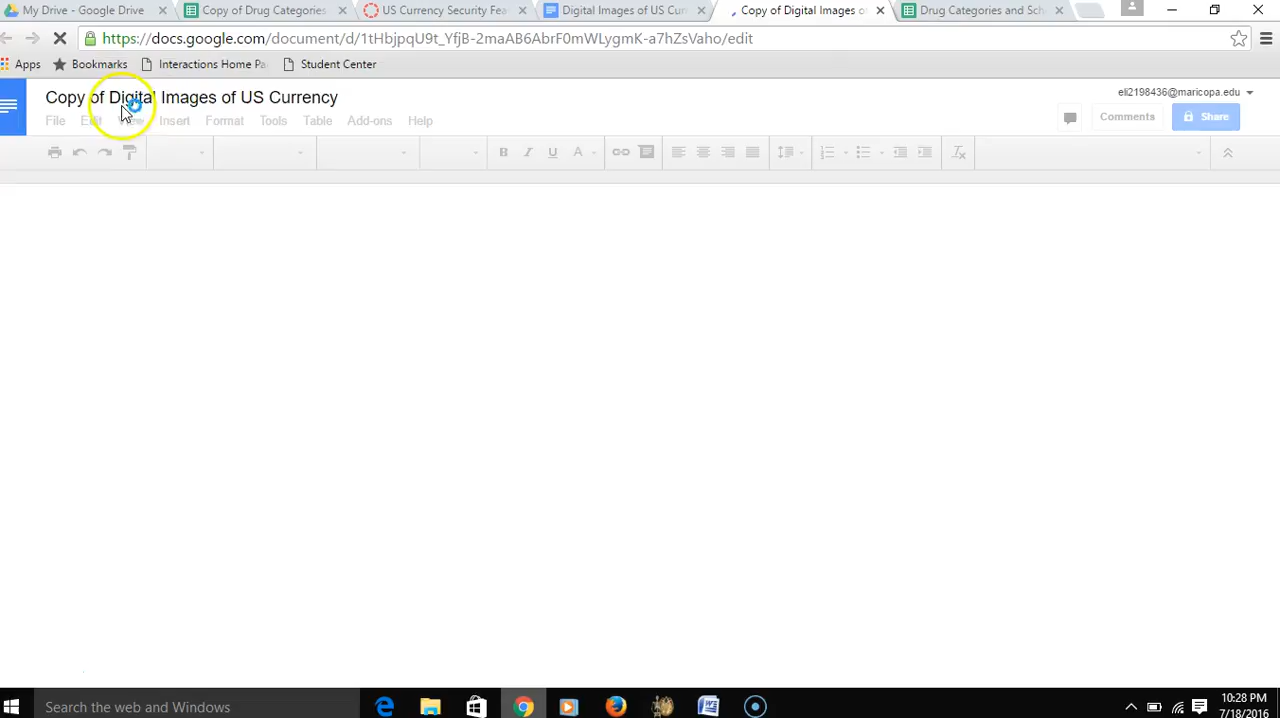 My Drive - Google Drive
Copy of Drug Categories
US Currency Security Fea
Digital Images of US Cur
Copy of Digital Images o
Drug Categories and Sch
https://docs.google.com/document/d/1tHbjpqU9t_YfjB-2maAB6AbrF0mWLygmK-a7hZsVaho/edit
Apps
Bookmarks
Interactions Home Pa
Student Center
Copy of Digital Images of US Currency
eli2198436@maricopa.edu
File Edit View Insert Format Tools Table Add-ons Help
Comments
Share
Search the web and Windows
10:28 PM
7/18/2016